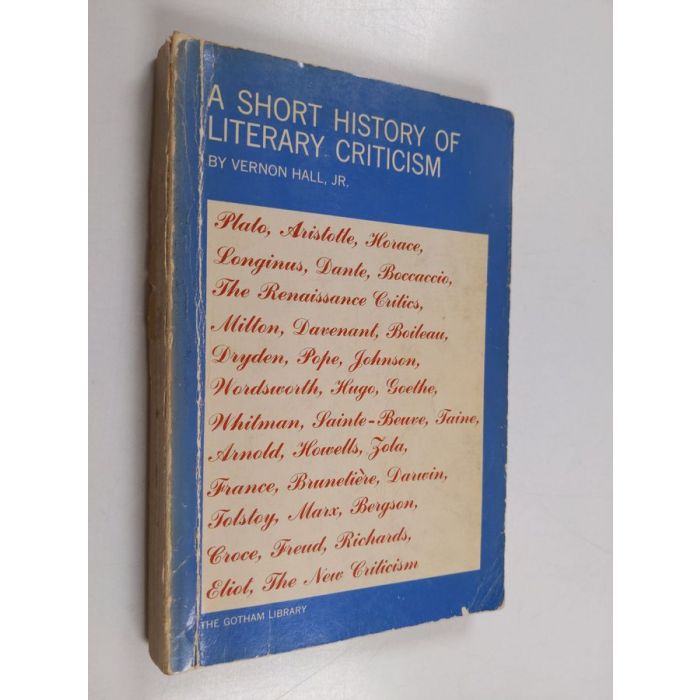 A SHORT HISTORY OF
LITERARY CRITICISM
BY VERNON HALL, JR.
Plato, Aristotle, Horace,
Longinus, Dante, Boccaccio,
The Renaissance Critics,
Milton, Davenant, Boileau,
Dryden, Pope, Johnson,
Wordsworth, Hugo, Goethe,
Whitman, Sainte-Beuve, Taine,
Arnold, Howells, Zola,
France, Brunetière, Darwin,
Tolstoy, Marx, Bergson,
Croce, Freud, Richards,
Eliot, The New Criticism
THE GOTHAM LIBRARY